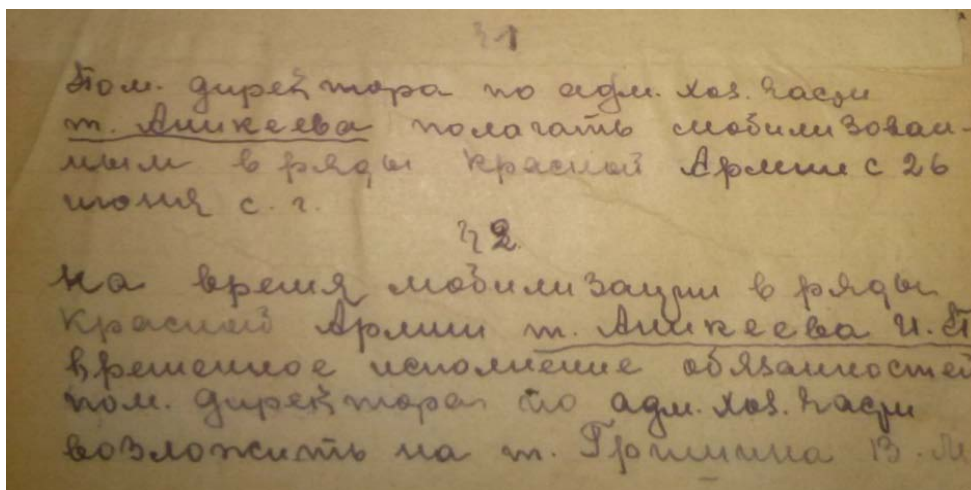 §1
Пом. директора по адм. хоз. части
т. Аникеева полагать мобилизован-
ным в ряды Красной Армии с 26
июня с. г.
§2.
На время мобилизации в ряды
Красной Армии т. Аникеева И. П
временное исполнение обязанностей
пом. директора по адм. хоз. части
возложить на т. Гришина В. М